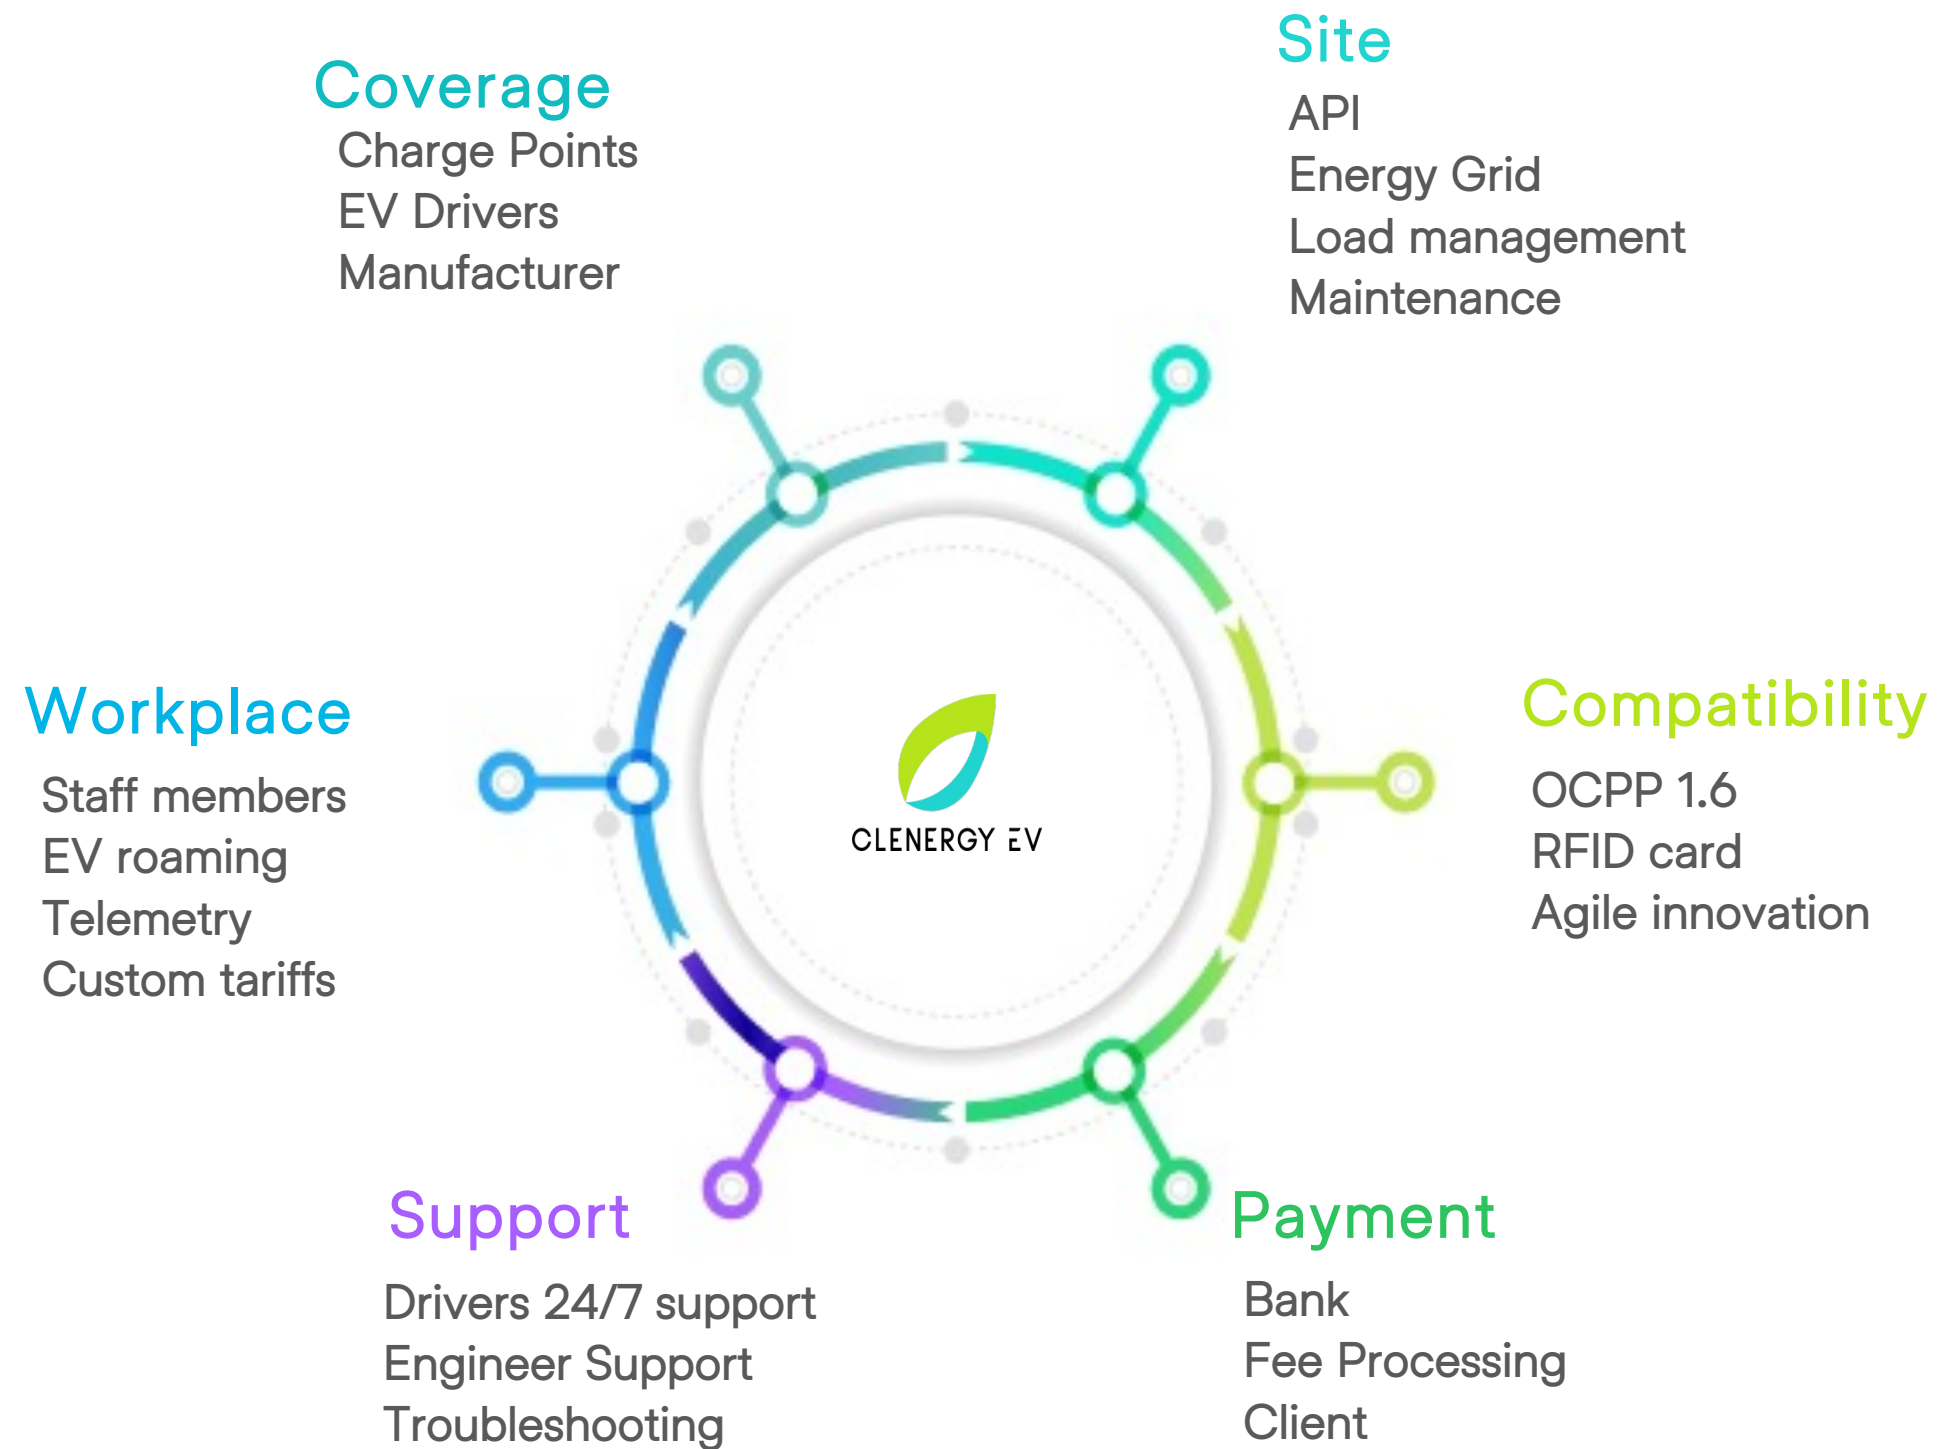 Coverage
Charge Points
EV Drivers
Manufacturer
Site
API
Energy Grid
Load management
Maintenance
Workplace
Staff members
EV roaming
Telemetry
Custom tariffs
CLENERGY EV
Compatibility
OCPP 1.6
RFID card
Agile innovation
Support
Drivers 24/7 support
Engineer Support
Troubleshooting
Payment
Bank
Fee Processing
Client